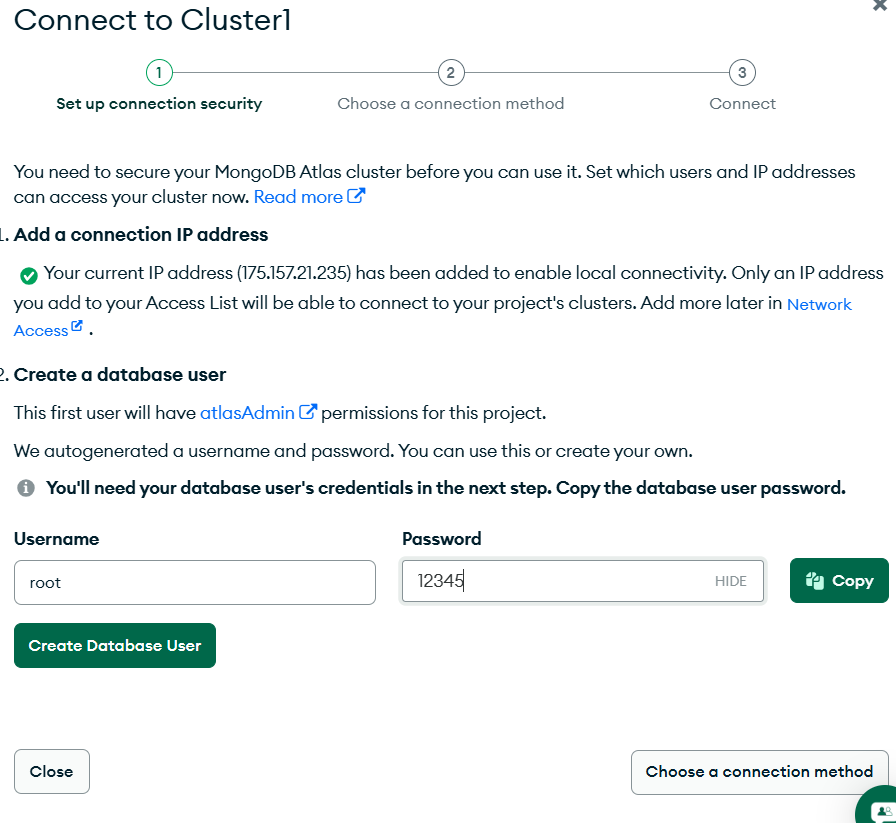 Connect to Cluster1
1
2
3
Set up connection security
Choose a connection method
Connect
You need to secure your MongoDB Atlas cluster before you can use it. Set which users and IP addresses
can access your cluster now. Read more
1. Add a connection IP address
Your current IP address (175.157.21.235) has been added to enable local connectivity. Only an IP address
you add to your Access List will be able to connect to your project's clusters. Add more later in Network
Access .
2. Create a database user
This first user will have atlasAdmin permissions for this project.
We autogenerated a username and password. You can use this or create your own.
You'll need your database user's credentials in the next step. Copy the database user password.
Username
Password
root
12345
HIDE
Copy
Create Database User
Close
Choose a connection method